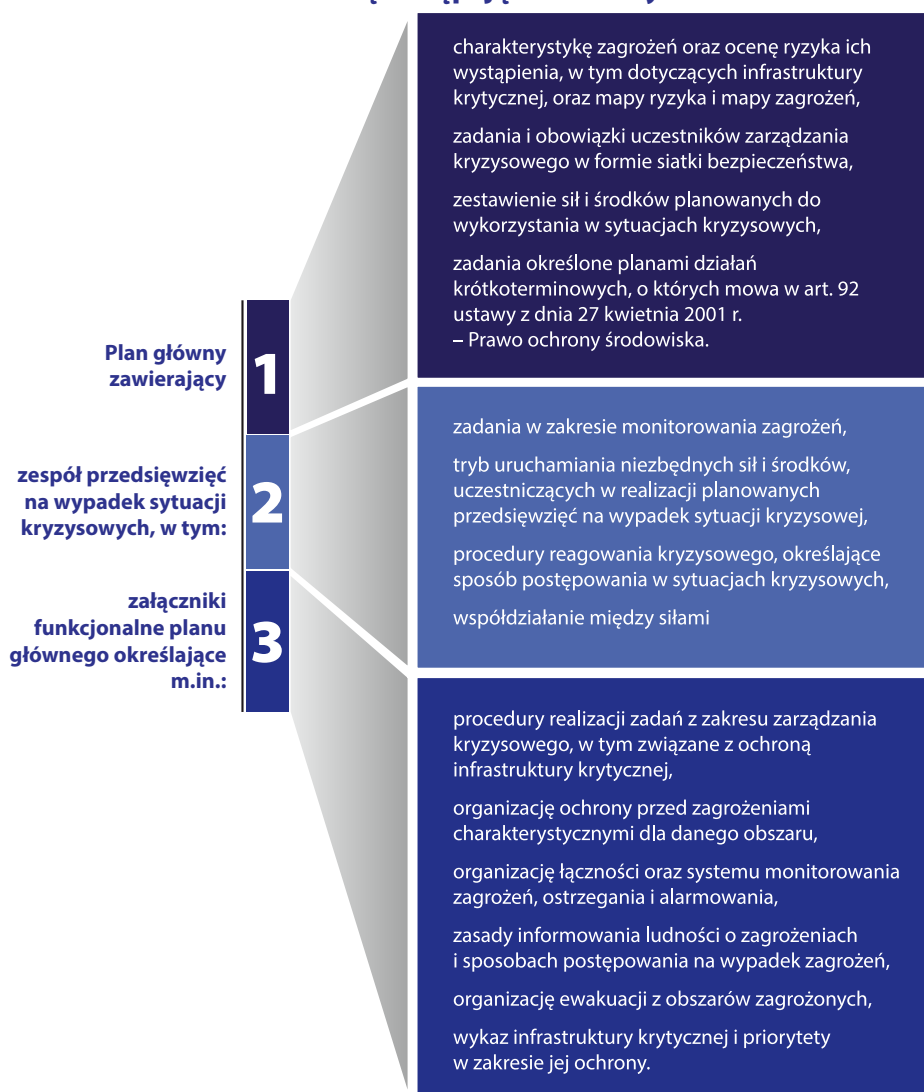 Plan główny
zawierający
1
charakterystykę zagrożeń oraz ocenę ryzyka ich
wystąpienia, w tym dotyczących infrastruktury
krytycznej, oraz mapy ryzyka i mapy zagrożeń,
zadania i obowiązki uczestników zarządzania
kryzysowego w formie siatki bezpieczeństwa,
zestawienie sił i środków planowanych do
wykorzystania w sytuacjach kryzysowych,
zadania określone planami działań
krótkoterminowych, o których mowa w art. 92
ustawy z dnia 27 kwietnia 2001 r.
– Prawo ochrony środowiska.
zespół przedsięwzięć
na wypadek sytuacji
kryzysowych, w tym:
2
zadania w zakresie monitorowania zagrożeń,
tryb uruchamiania niezbędnych sił i środków,
uczestniczących w realizacji planowanych
przedsięwzięć na wypadek sytuacji kryzysowej,
procedury reagowania kryzysowego, określające
sposób postępowania w sytuacjach kryzysowych,
współdziałanie między siłami
załączniki
funkcjonalne planu
głównego określające
m.in.:
3
procedury realizacji zadań z zakresu zarządzania
kryzysowego, w tym związane z ochroną
infrastruktury krytycznej,
organizację ochrony przed zagrożeniami
charakterystycznymi dla danego obszaru,
organizację łączności oraz systemu monitorowania
zagrożeń, ostrzegania i alarmowania,
zasady informowania ludności o zagrożeniach
i sposobach postępowania na wypadek zagrożeń,
organizację ewakuacji z obszarów zagrożonych,
wykaz infrastruktury krytycznej i priorytety
w zakresie jej ochrony.